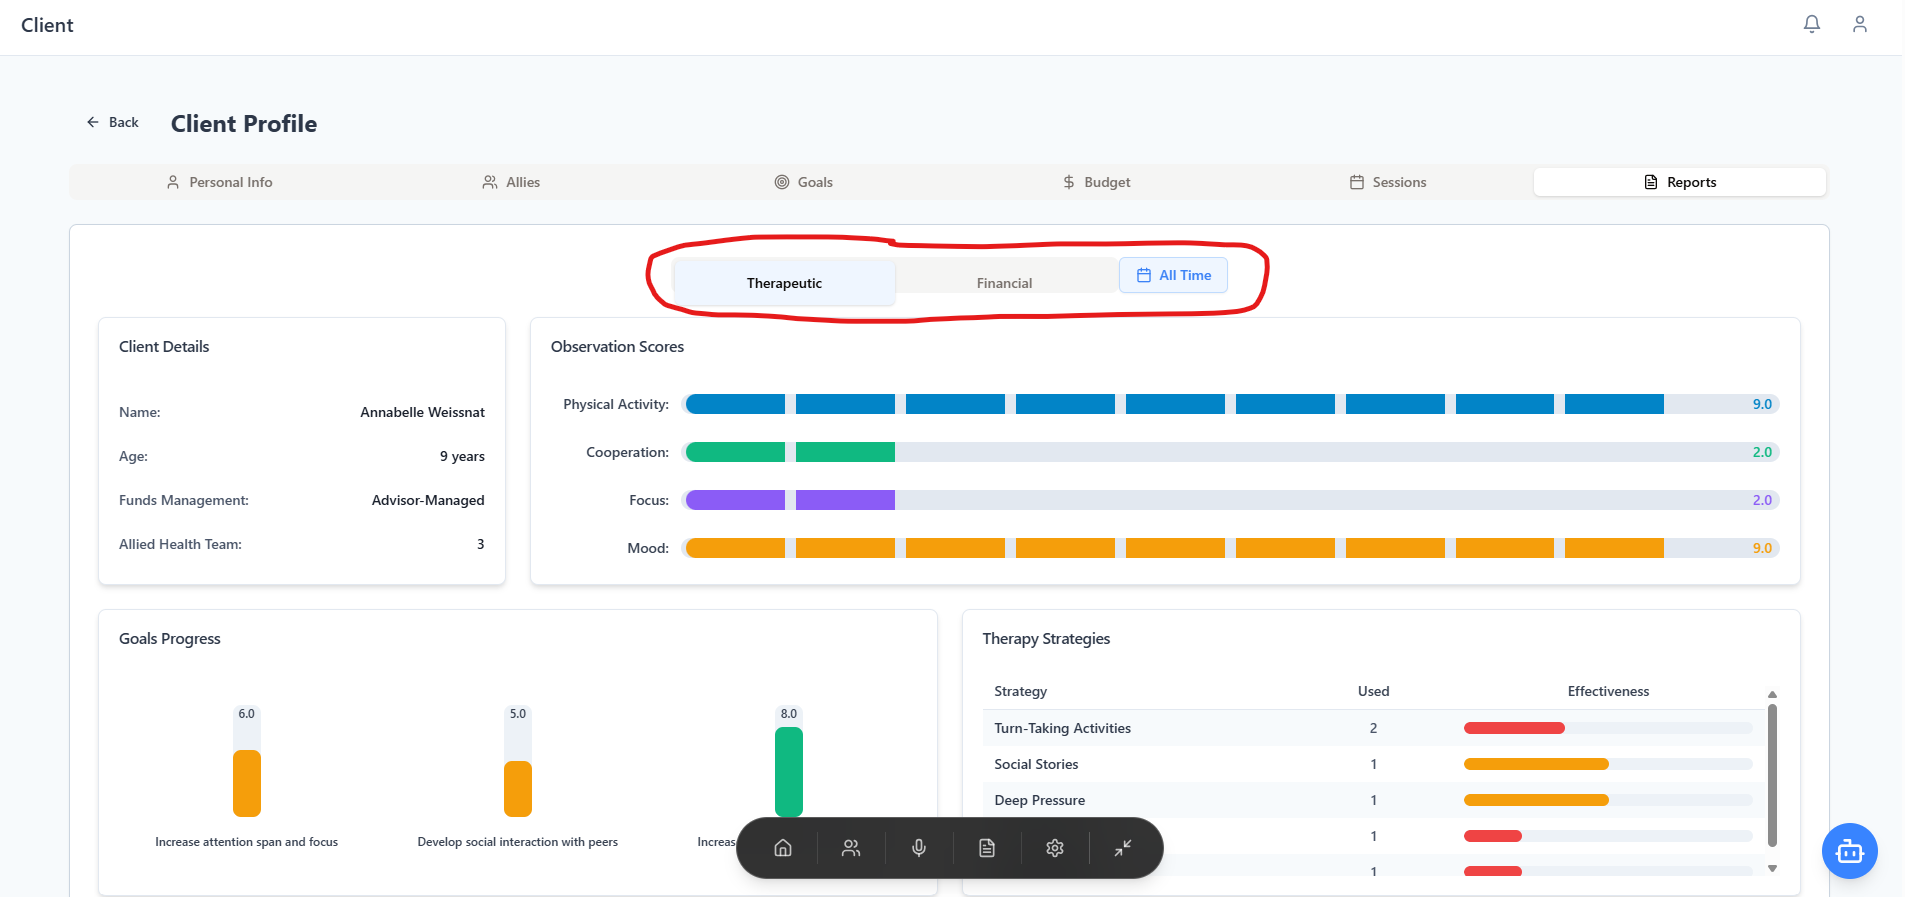 Client
Back
Client Profile
Personal Info
Allies
Goals
Budget
Sessions
Reports
Therapeutic
Financial
All Time
Client Details
Name: Annabelle Weissnat
Age: 9 years
Funds Management: Advisor-Managed
Allied Health Team: 3
Observation Scores
Physical Activity: 9.0
Cooperation: 2.0
Focus: 2.0
Mood: 9.0
Goals Progress
6.0
5.0
8.0
Increase attention span and focus
Develop social interaction with peers
Increas
Therapy Strategies
Strategy Used Effectiveness
Turn-Taking Activities 2
Social Stories 1
Deep Pressure 1
1
1